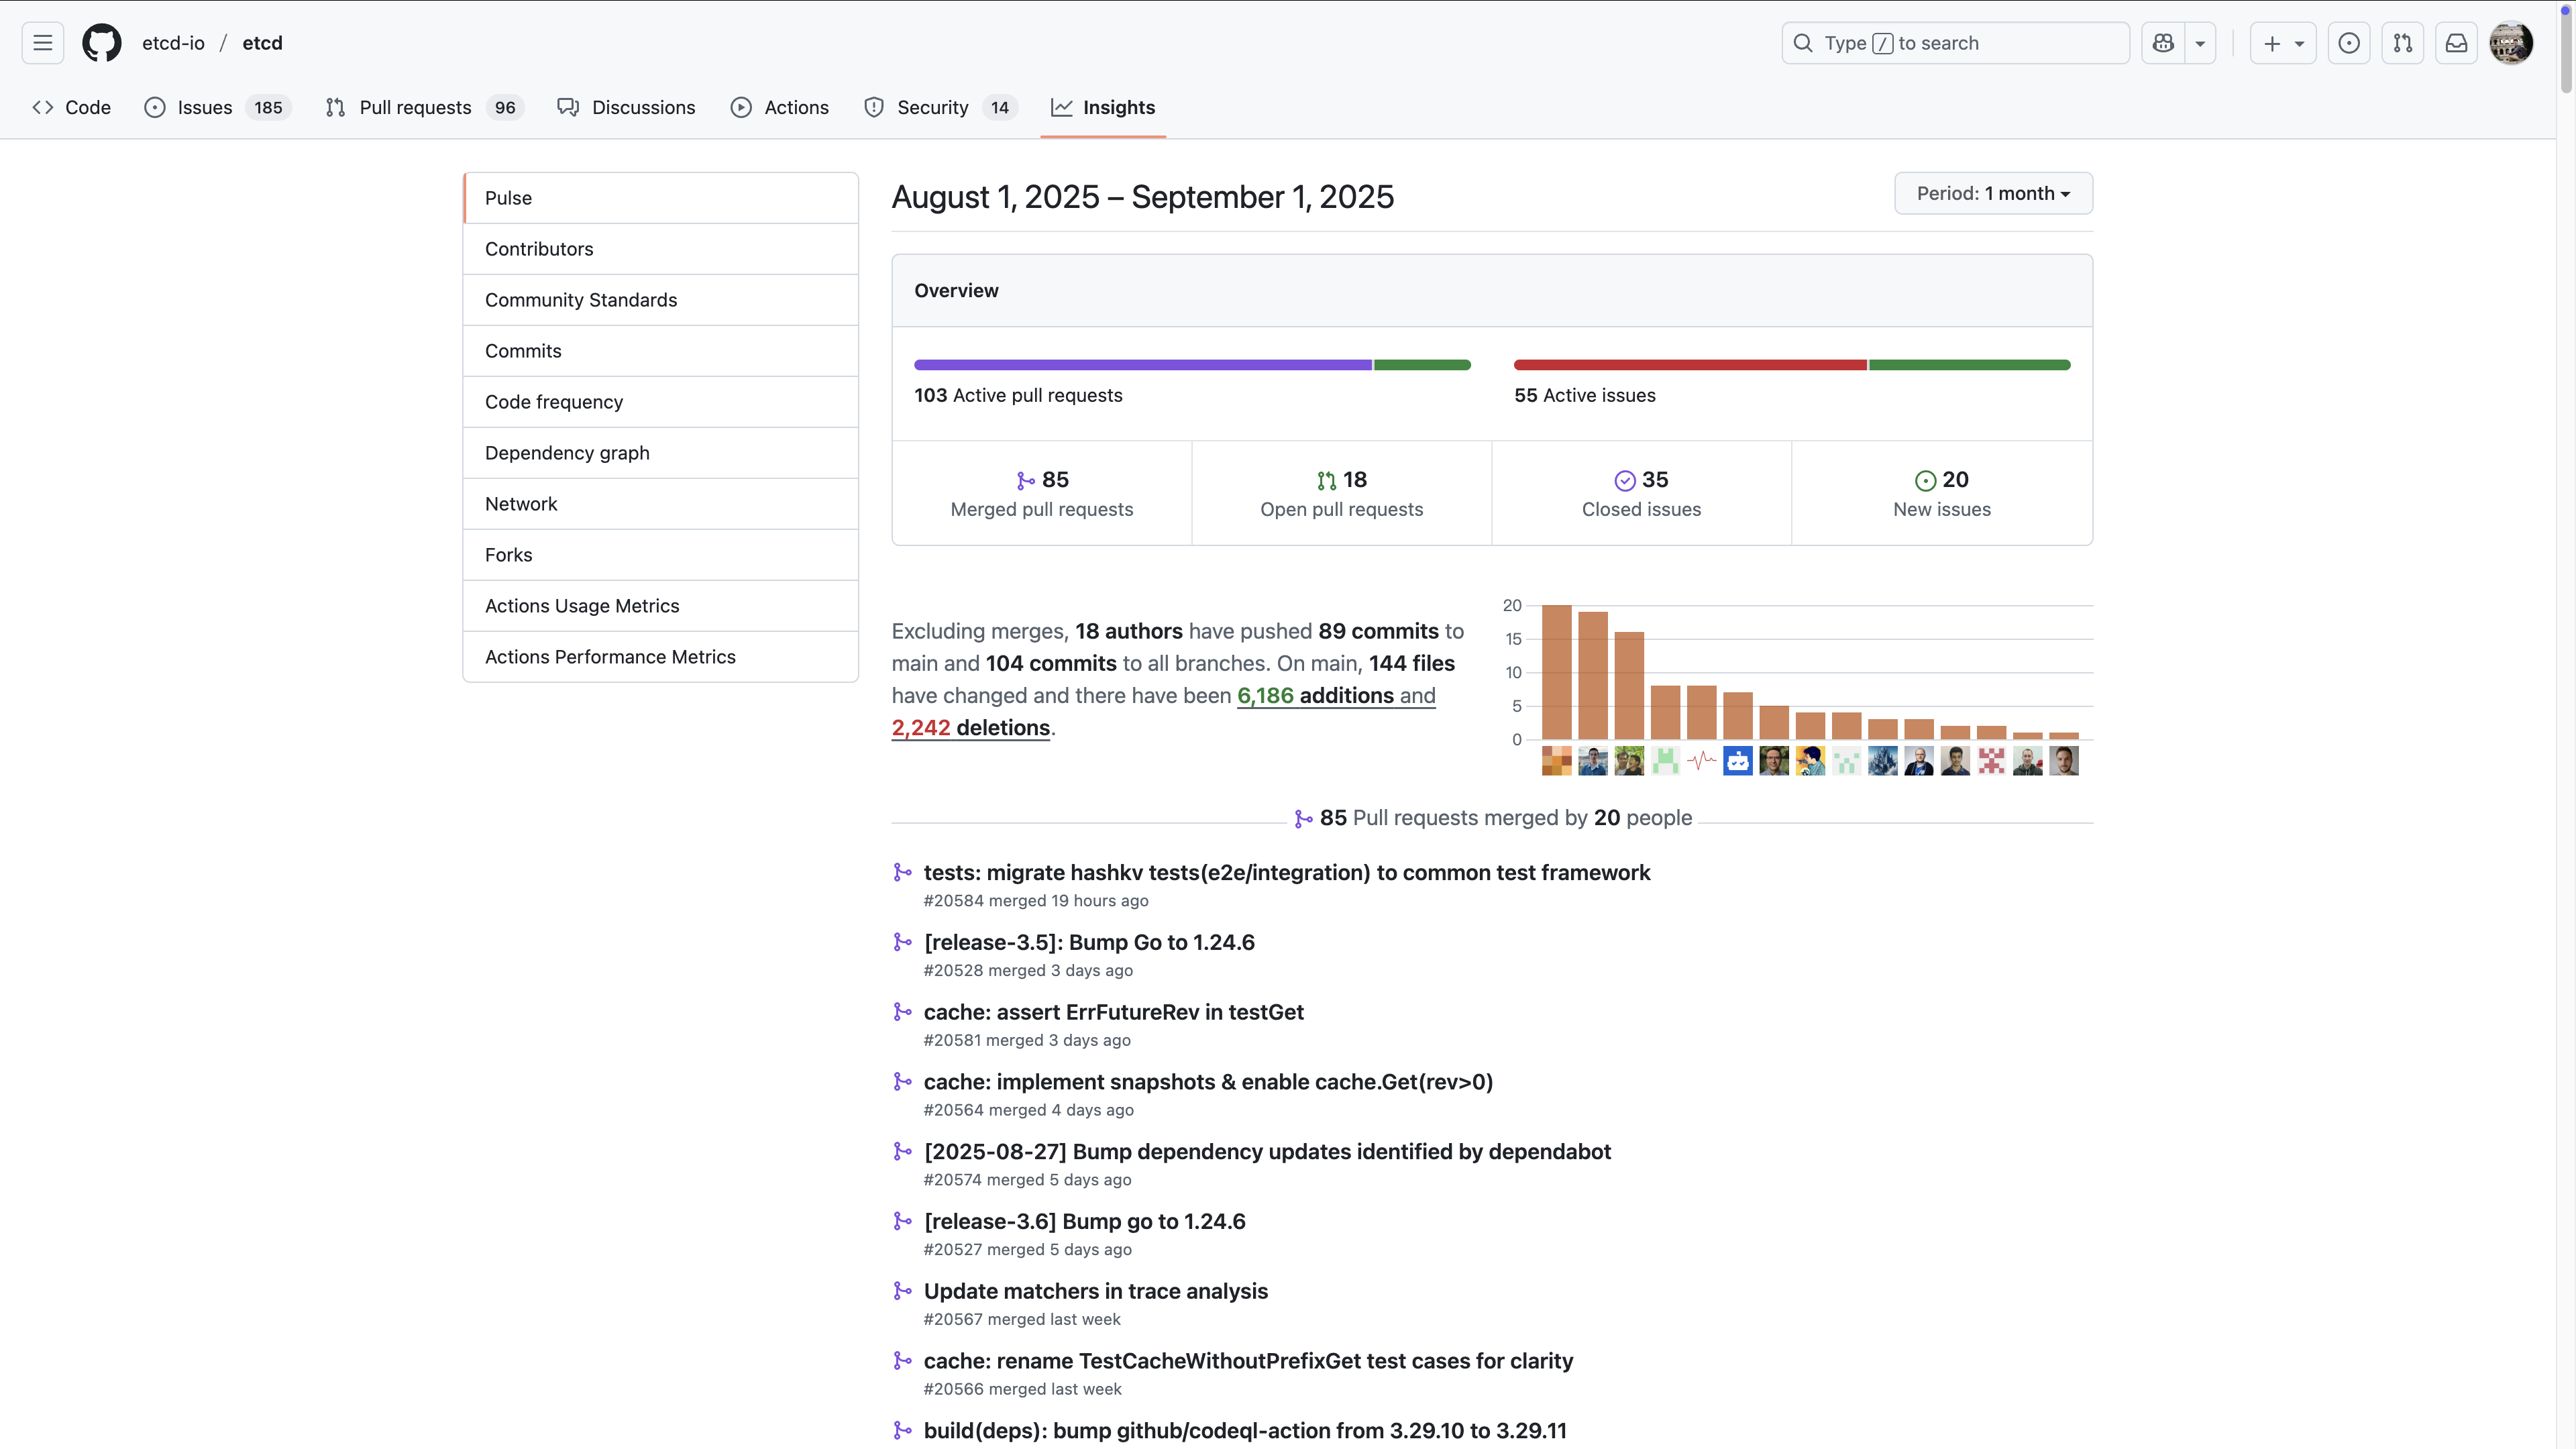 etcd-io / etcd
Type / to search
Code
Issues 185
Pull requests 96
Discussions
Actions
Security 14
Insights
Pulse
Contributors
Community Standards
Commits
Code frequency
Dependency graph
Network
Forks
Actions Usage Metrics
Actions Performance Metrics
August 1, 2025 – September 1, 2025
Period: 1 month
Overview
103 Active pull requests
55 Active issues
85
Merged pull requests
18
Open pull requests
35
Closed issues
20
New issues
Excluding merges, 18 authors have pushed 89 commits to
main and 104 commits to all branches. On main, 144 files
have changed and there have been 6,186 additions and
2,242 deletions.
20
15
10
5
0
85 Pull requests merged by 20 people
tests: migrate hashkv tests(e2e/integration) to common test framework
#20584 merged 19 hours ago
[release-3.5]: Bump Go to 1.24.6
#20528 merged 3 days ago
cache: assert ErrFutureRev in testGet
#20581 merged 3 days ago
cache: implement snapshots & enable cache.Get(rev>0)
#20564 merged 4 days ago
[2025-08-27] Bump dependency updates identified by dependabot
#20574 merged 5 days ago
[release-3.6] Bump go to 1.24.6
#20527 merged 5 days ago
Update matchers in trace analysis
#20567 merged last week
cache: rename TestCacheWithoutPrefixGet test cases for clarity
#20566 merged last week
build(deps): bump github/codeql-action from 3.29.10 to 3.29.11